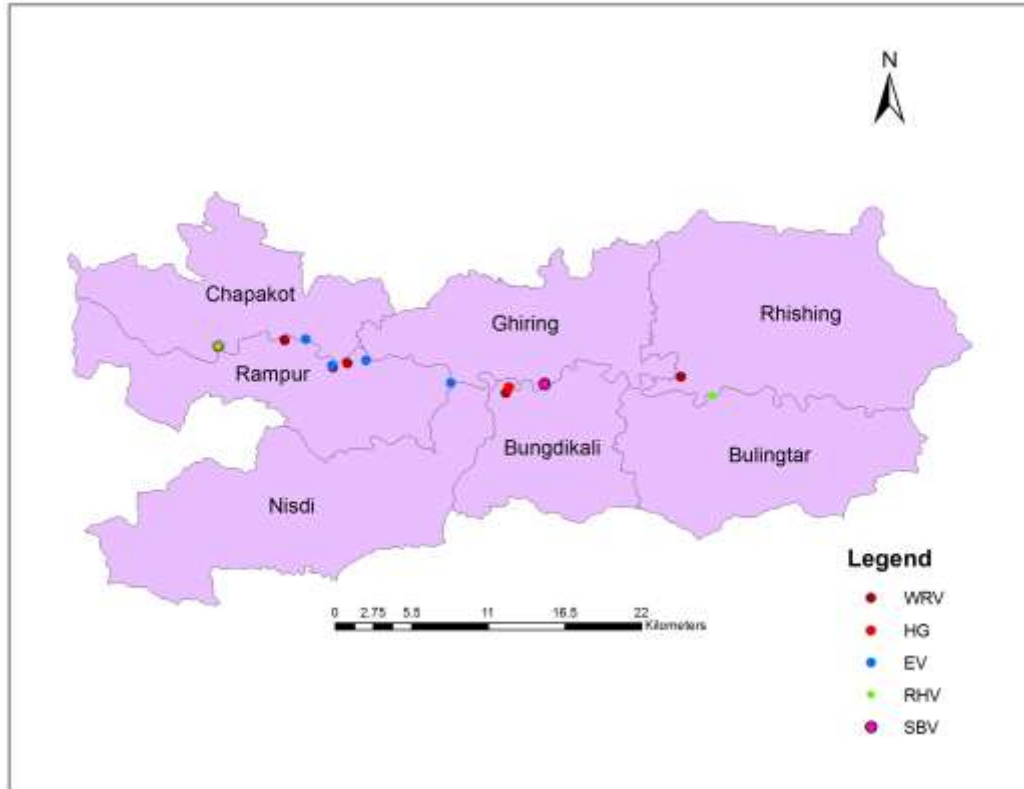 N
Chapakot
Ghiring
Rhishing
Rampur
Bungdikali
Bulingtar
Nisdi
Legend
WRV
HG
EV
RHV
SBV
0 2.75 5.5 11 16.5 22
Kilometers